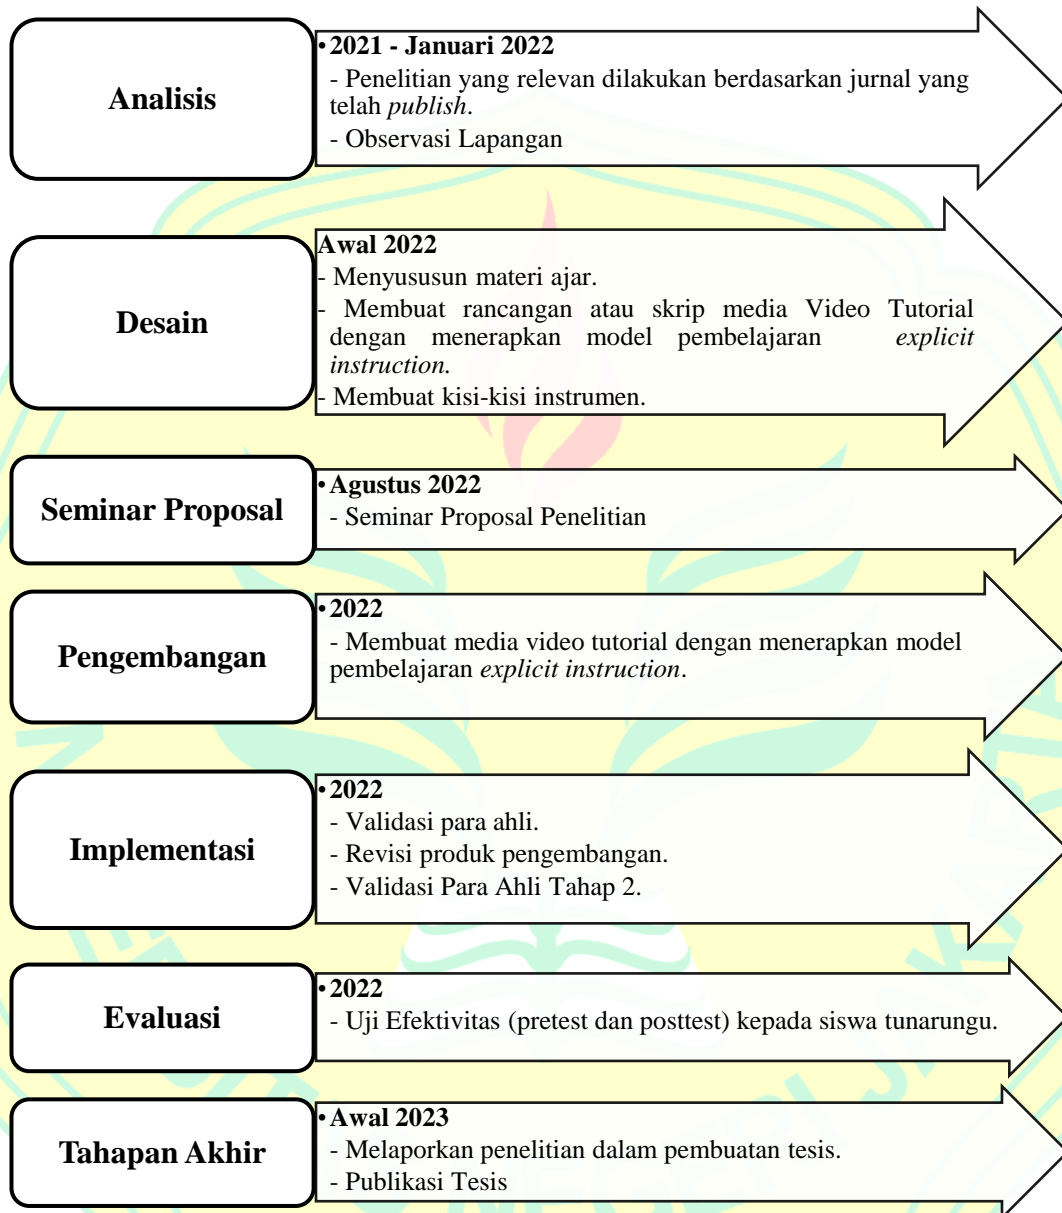 Analisis
•2021 - Januari 2022
- Penelitian yang relevan dilakukan berdasarkan jurnal yang
telah publish.
- Observasi Lapangan
Desain
Awal 2022
- Menyususun materi ajar.
- Membuat rancangan atau skrip media Video Tutorial
dengan menerapkan model pembelajaran explicit
instruction.
- Membuat kisi-kisi instrumen.
Seminar Proposal
•Agustus 2022
- Seminar Proposal Penelitian
Pengembangan
•2022
- Membuat media video tutorial dengan menerapkan model
pembelajaran explicit instruction.
Implementasi
•2022
- Validasi para ahli.
- Revisi produk pengembangan.
- Validasi Para Ahli Tahap 2.
Evaluasi
•2022
- Uji Efektivitas (pretest dan posttest) kepada siswa tunarungu.
Tahapan Akhir
•Awal 2023
- Melaporkan penelitian dalam pembuatan tesis.
- Publikasi Tesis